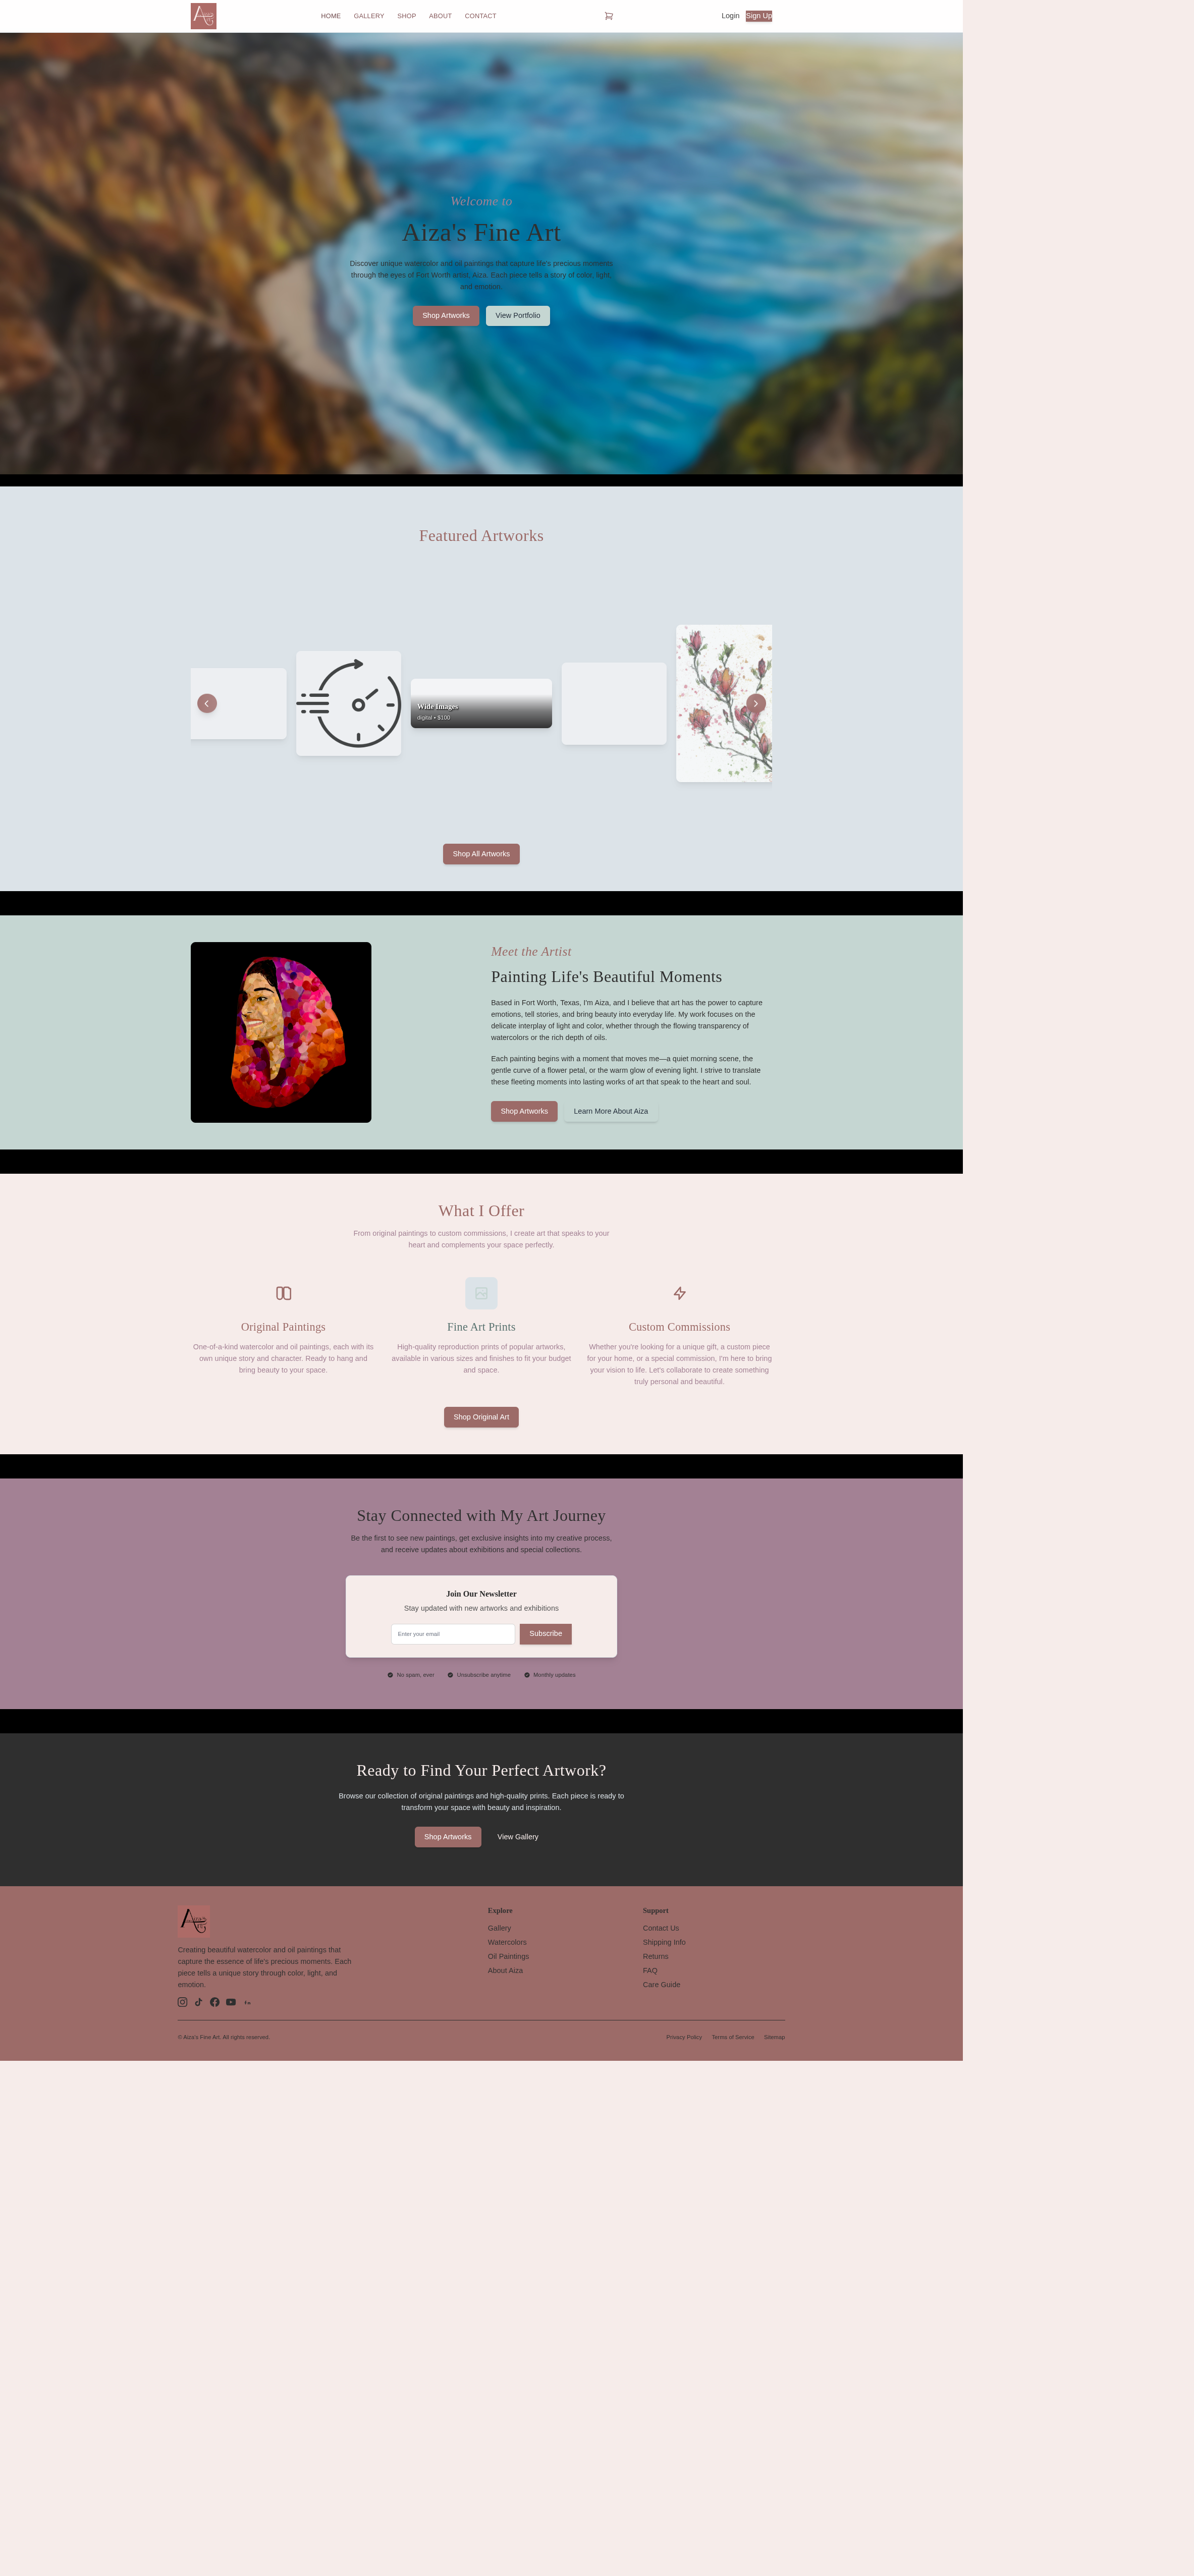 HOME GALLERY SHOP ABOUT CONTACT
Login Sign Up
Welcome to
Aiza's Fine Art
Discover unique watercolor and oil paintings that capture life's precious moments
through the eyes of Fort Worth artist, Aiza. Each piece tells a story of color, light,
and emotion.
Shop Artworks View Portfolio
Featured Artworks
Wide Images
digital • $100
Shop All Artworks
Meet the Artist
Painting Life's Beautiful Moments
Based in Fort Worth, Texas, I'm Aiza, and I believe that art has the power to capture
emotions, tell stories, and bring beauty into everyday life. My work focuses on the
delicate interplay of light and color, whether through the flowing transparency of
watercolors or the rich depth of oils.
Each painting begins with a moment that moves me—a quiet morning scene, the
gentle curve of a flower petal, or the warm glow of evening light. I strive to translate
these fleeting moments into lasting works of art that speak to the heart and soul.
Shop Artworks Learn More About Aiza
What I Offer
From original paintings to custom commissions, I create art that speaks to your
heart and complements your space perfectly.
Original Paintings
One-of-a-kind watercolor and oil paintings, each with its
own unique story and character. Ready to hang and
bring beauty to your space.
Fine Art Prints
High-quality reproduction prints of popular artworks,
available in various sizes and finishes to fit your budget
and space.
Custom Commissions
Whether you're looking for a unique gift, a custom piece
for your home, or a special commission, I'm here to bring
your vision to life. Let's collaborate to create something
truly personal and beautiful.
Shop Original Art
Stay Connected with My Art Journey
Be the first to see new paintings, get exclusive insights into my creative process,
and receive updates about exhibitions and special collections.
Join Our Newsletter
Stay updated with new artworks and exhibitions
Enter your email Subscribe
No spam, ever Unsubscribe anytime Monthly updates
Ready to Find Your Perfect Artwork?
Browse our collection of original paintings and high-quality prints. Each piece is ready to
transform your space with beauty and inspiration.
Shop Artworks View Gallery
Creating beautiful watercolor and oil paintings that
capture the essence of life's precious moments. Each
piece tells a unique story through color, light, and
emotion.
Explore
Gallery
Watercolors
Oil Paintings
About Aiza
Support
Contact Us
Shipping Info
Returns
FAQ
Care Guide
© Aiza's Fine Art. All rights reserved.
Privacy Policy Terms of Service Sitemap